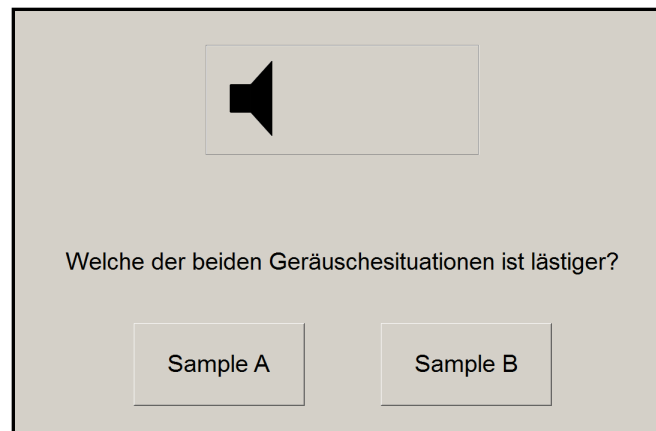 Welche der beiden Geräuschesituationen ist lästiger?
Sample A
Sample B